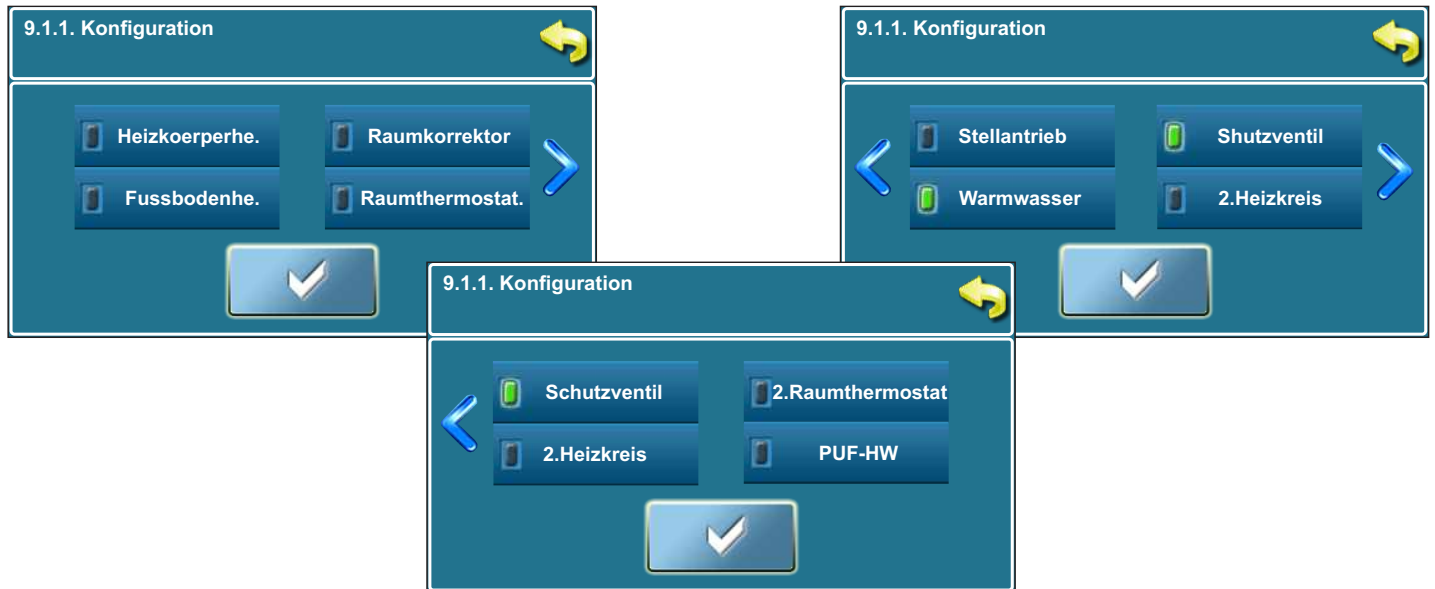 9.1.1. Konfiguration
Heizkoerperhe.
Raumkorrektor
Fussbodenhe.
Raumthermostat.
9.1.1. Konfiguration
Stellantrieb
Shutzventil
Warmwasser
2.Heizkreis
9.1.1. Konfiguration
Schutzventil
2.Raumthermostat
2.Heizkreis
PUF-HW